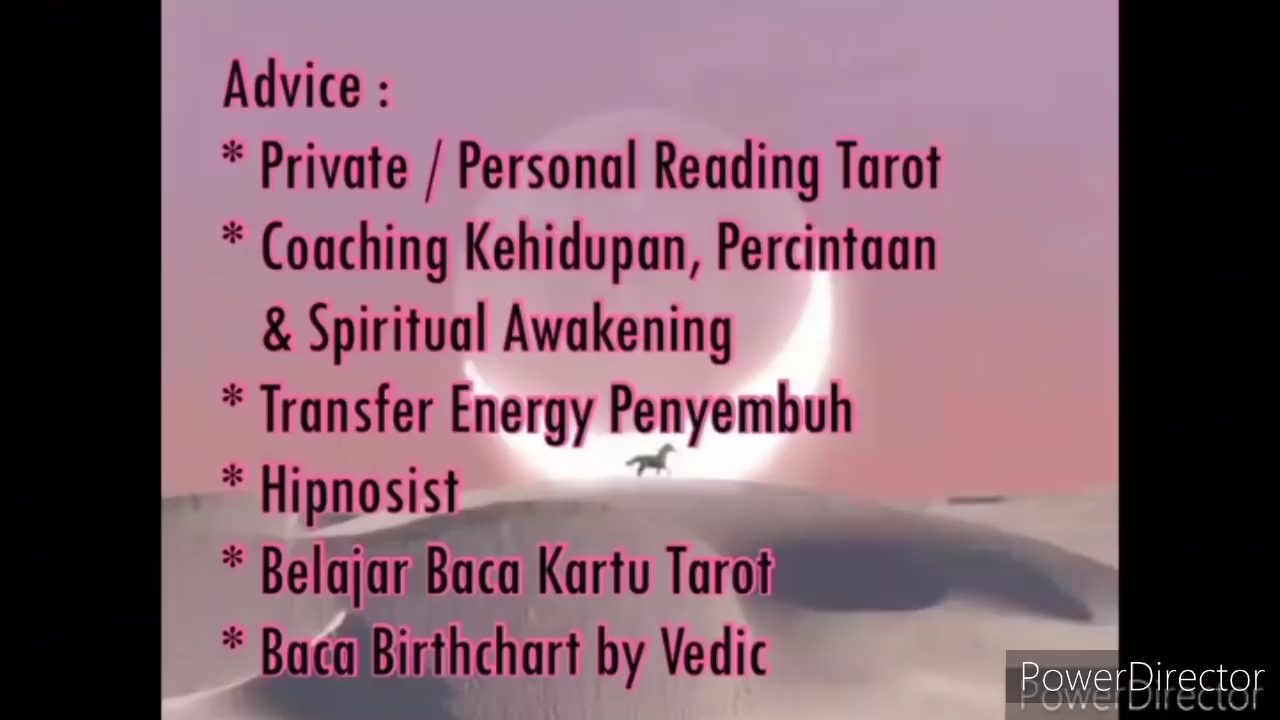 Advice :
* Private / Personal Reading Tarot
* Coaching Kehidupan, Percintaan
& Spiritual Awakening
* Transfer Energy Penyembuh
* Hipnosist
* Belajar Baca Kartu Tarot
* Baca Birthchart by Vedic
PowerDirector
PowerDirector